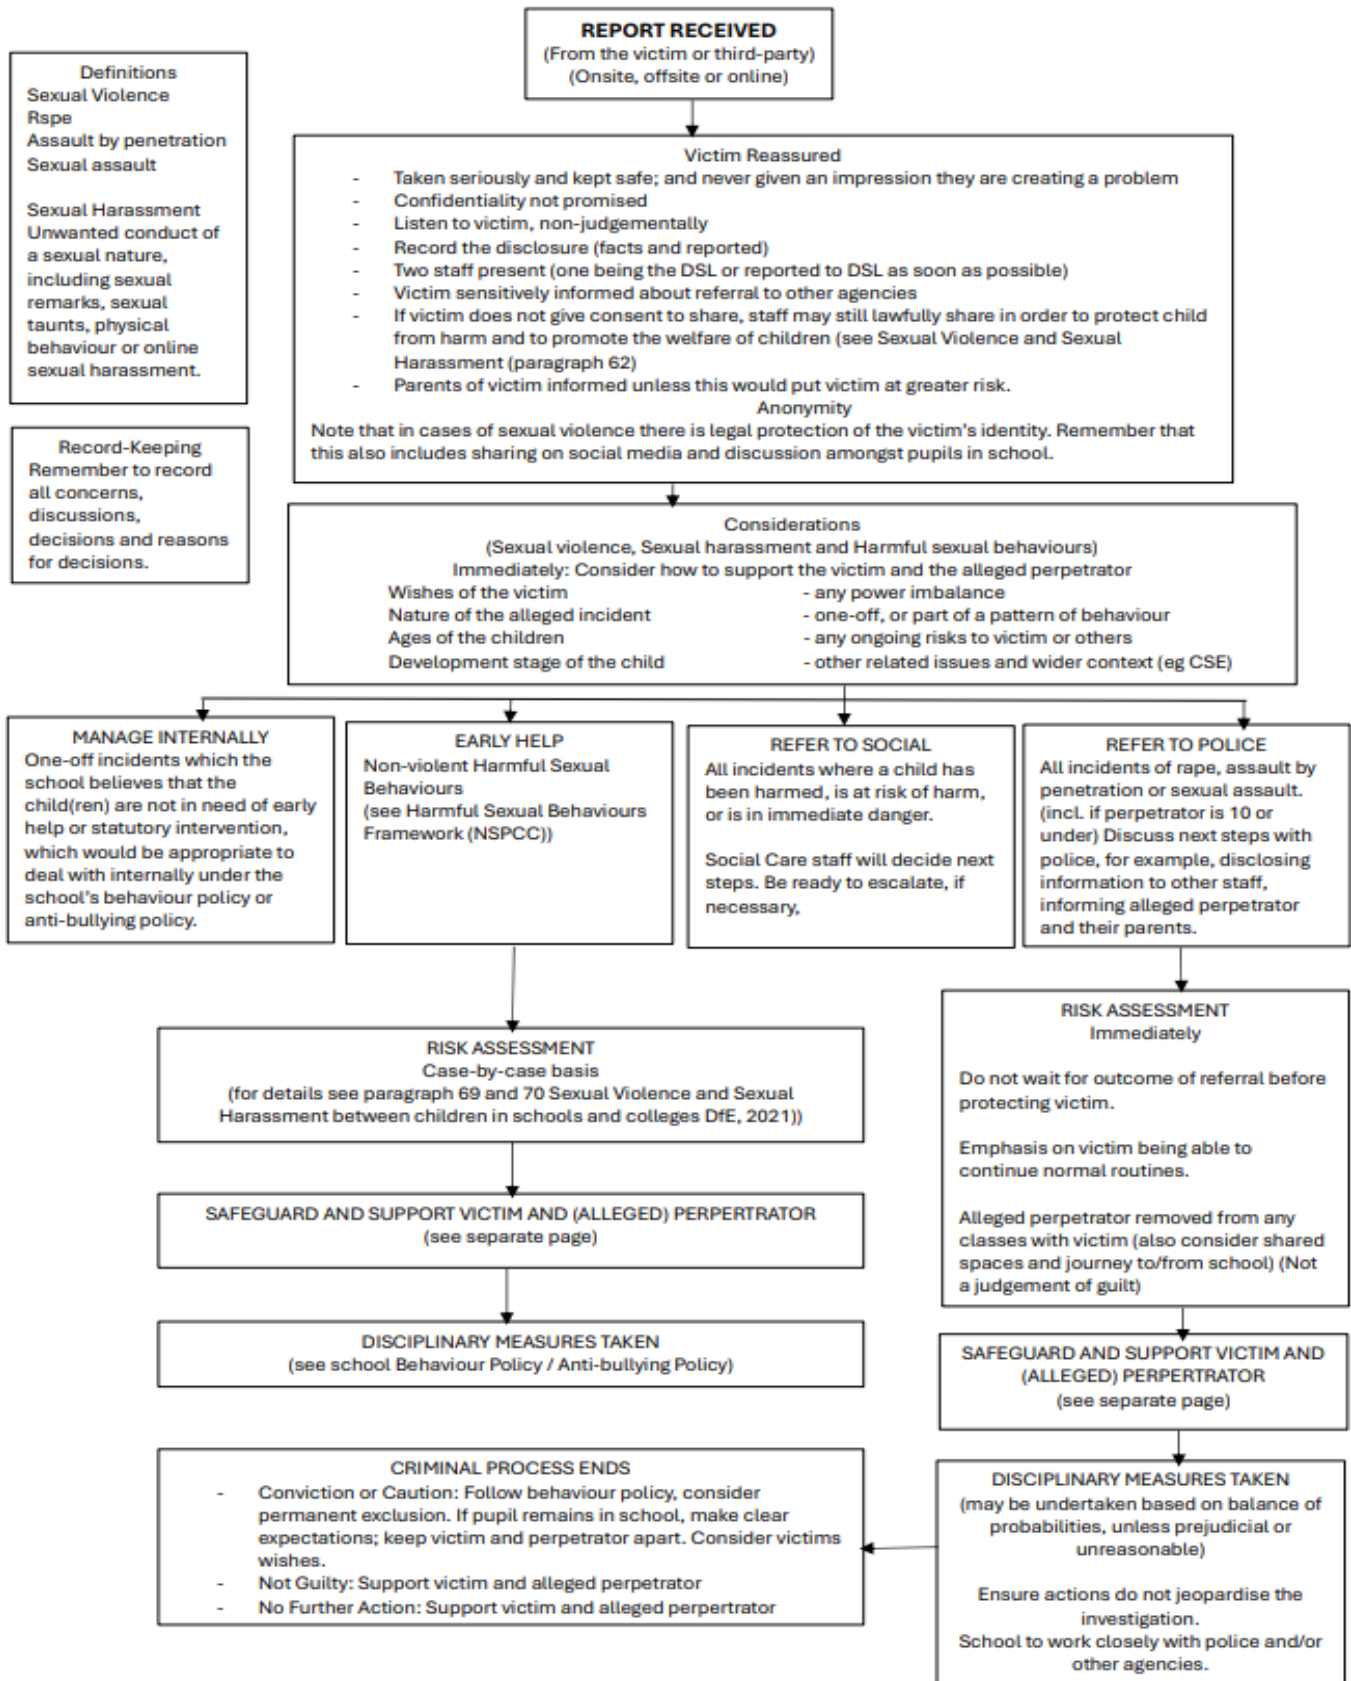 REPORT RECEIVED
(From the victim or third-party)
(Onsite, offsite or online)
Definitions
Sexual Violence
Rspe
Assault by penetration
Sexual assault
Sexual Harassment
Unwanted conduct of
a sexual nature,
including sexual
remarks, sexual
taunts, physical
behaviour or online
sexual harassment.
Record-Keeping
Remember to record
all concerns,
discussions,
decisions and reasons
for decisions.
Victim Reassured
- Taken seriously and kept safe; and never given an impression they are creating a problem
- Confidentiality not promised
- Listen to victim, non-judgementally
- Record the disclosure (facts and reported)
- Two staff present (one being the DSL or reported to DSL as soon as possible)
- Victim sensitively informed about referral to other agencies
- If victim does not give consent to share, staff may still lawfully share in order to protect child
from harm and to promote the welfare of children (see Sexual Violence and Sexual
Harassment (paragraph 62)
- Parents of victim informed unless this would put victim at greater risk.
Anonymity
Note that in cases of sexual violence there is legal protection of the victim's identity. Remember that
this also includes sharing on social media and discussion amongst pupils in school.
Considerations
(Sexual violence, Sexual harassment and Harmful sexual behaviours)
Immediately: Consider how to support the victim and the alleged perpetrator
Wishes of the victim - any power imbalance
Nature of the alleged incident - one-off, or part of a pattern of behaviour
Ages of the children - any ongoing risks to victim or others
Development stage of the child - other related issues and wider context (eg CSE)
MANAGE INTERNALLY
One-off incidents which the
school believes that the
child(ren) are not in need of early
help or statutory intervention,
which would be appropriate to
deal with internally under the
school's behaviour policy or
anti-bullying policy.
EARLY HELP
Non-violent Harmful Sexual
Behaviours
(see Harmful Sexual Behaviours
Framework (NSPCC))
REFER TO SOCIAL
All incidents where a child has
been harmed, is at risk of harm,
or is in immediate danger.
Social Care staff will decide next
steps. Be ready to escalate, if
necessary,
REFER TO POLICE
All incidents of rape, assault by
penetration or sexual assault.
(incl. if perpetrator is 10 or
under) Discuss next steps with
police, for example, disclosing
information to other staff,
informing alleged perpetrator
and their parents.
RISK ASSESSMENT
Case-by-case basis
(for details see paragraph 69 and 70 Sexual Violence and Sexual
Harassment between children in schools and colleges DfE, 2021))
SAFEGUARD AND SUPPORT VICTIM AND (ALLEGED) PERPERTRATOR
(see separate page)
DISCIPLINARY MEASURES TAKEN
(see school Behaviour Policy / Anti-bullying Policy)
RISK ASSESSMENT
Immediately
Do not wait for outcome of referral before
protecting victim.
Emphasis on victim being able to
continue normal routines.
Alleged perpetrator removed from any
classes with victim (also consider shared
spaces and journey to/from school) (Not
a judgement of guilt)
SAFEGUARD AND SUPPORT VICTIM AND
(ALLEGED) PERPERTRATOR
(see separate page)
DISCIPLINARY MEASURES TAKEN
(may be undertaken based on balance of
probabilities, unless prejudicial or
unreasonable)
Ensure actions do not jeopardise the
investigation.
School to work closely with police and/or
other agencies.
CRIMINAL PROCESS ENDS
- Conviction or Caution: Follow behaviour policy, consider
permanent exclusion. If pupil remains in school, make clear
expectations; keep victim and perpetrator apart. Consider victims
wishes.
- Not Guilty: Support victim and alleged perpetrator
- No Further Action: Support victim and alleged perpertrator